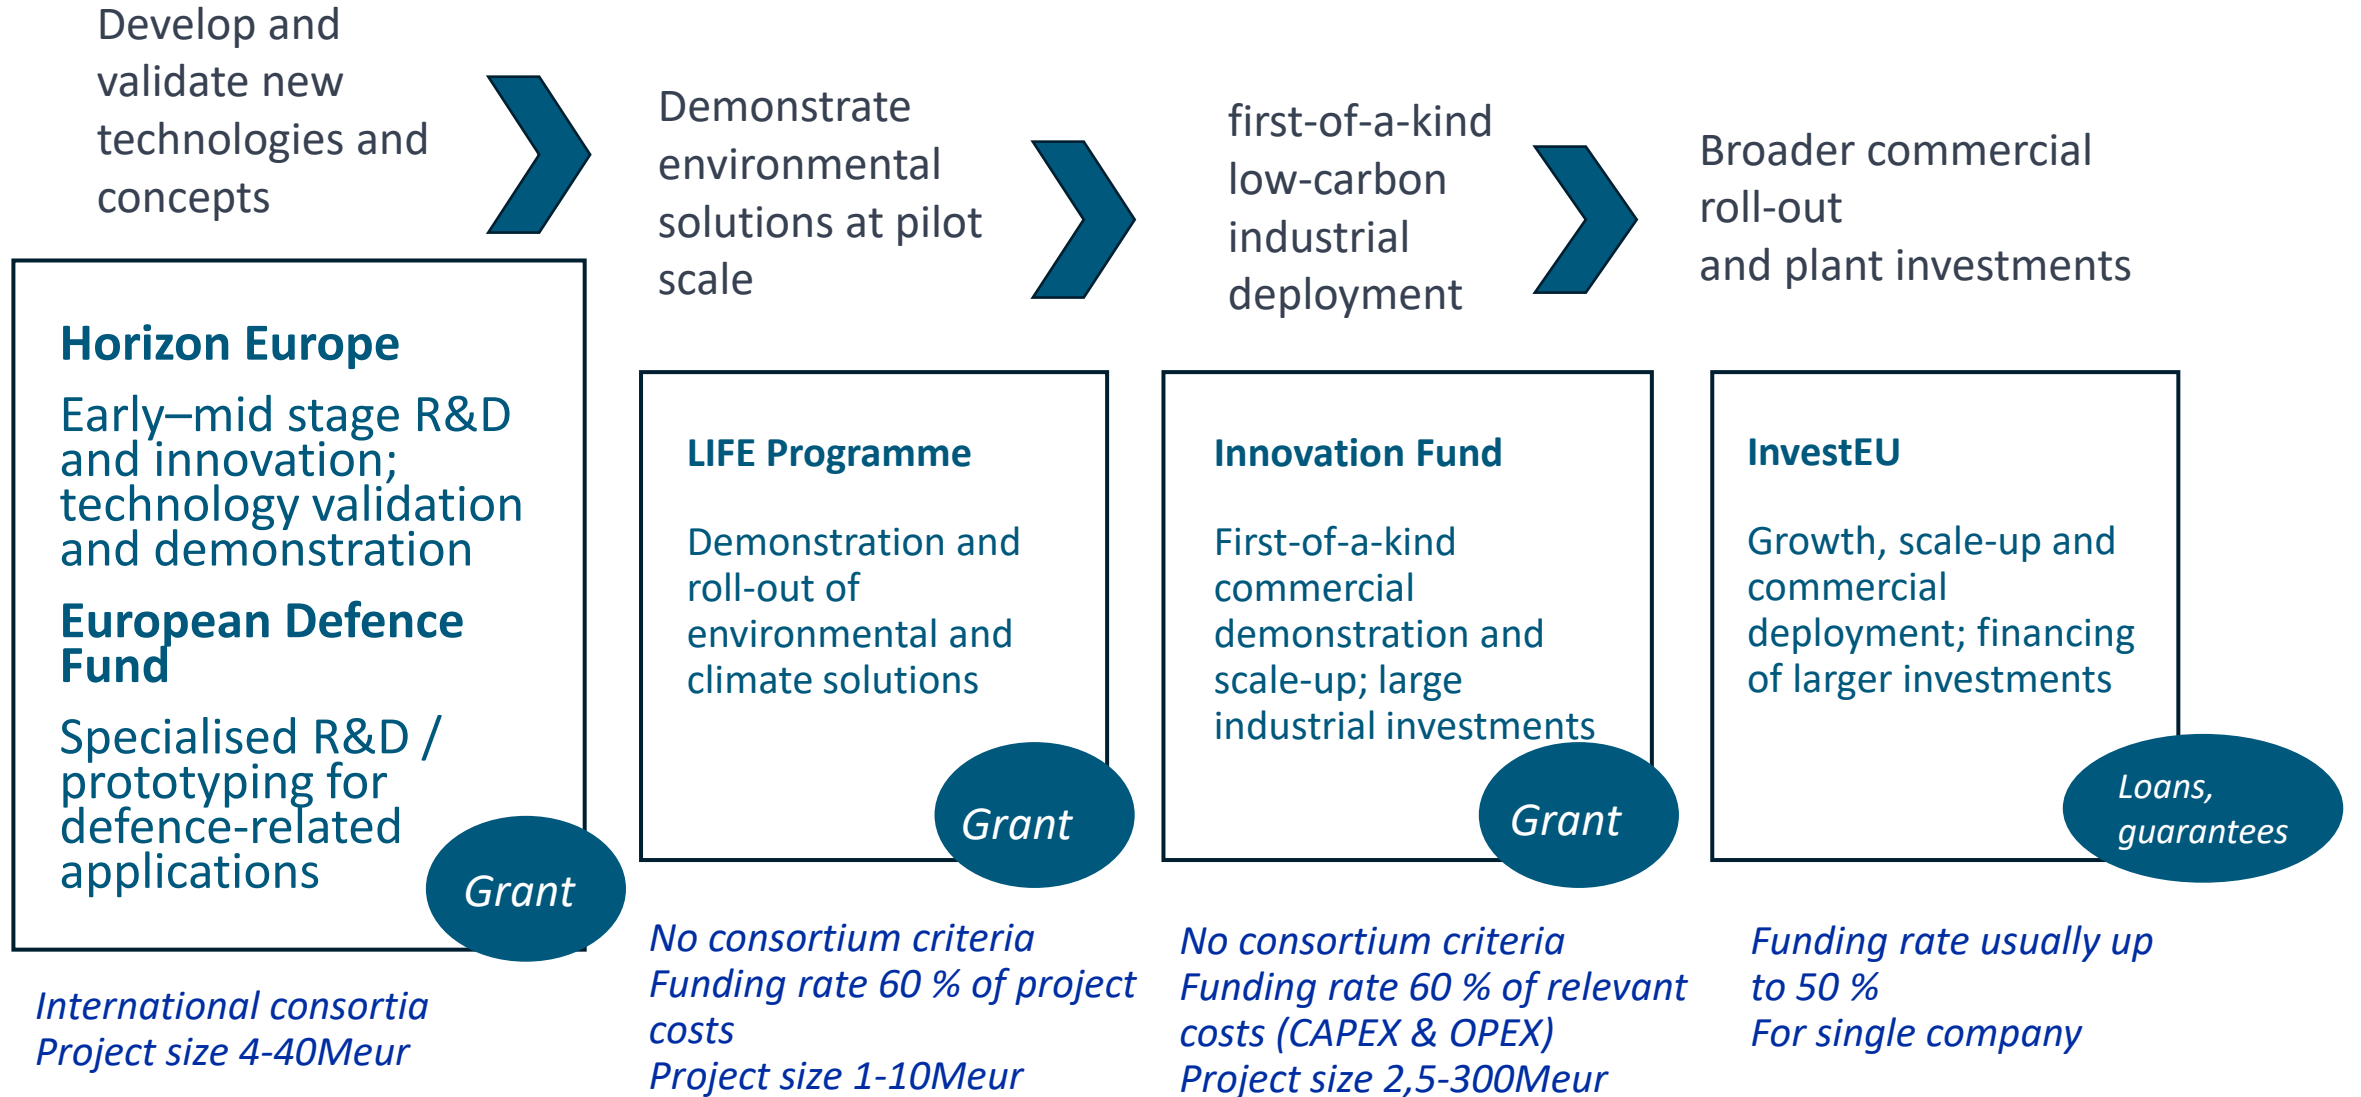 Develop and
validate new
technologies and
concepts
Demonstrate
environmental
solutions at pilot
scale
first-of-a-kind
low-carbon
industrial
deployment
Broader commercial
roll-out
and plant investments
Horizon Europe
Early–mid stage R&D
and innovation;
technology validation
and demonstration
European Defence
Fund
Specialised R&D /
prototyping for
defence-related
applications
Grant
International consortia
Project size 4-40Meur
LIFE Programme
Demonstration and
roll-out of
environmental and
climate solutions
Grant
No consortium criteria
Funding rate 60 % of project
costs
Project size 1-10Meur
Innovation Fund
First-of-a-kind
commercial
demonstration and
scale-up; large
industrial investments
Grant
No consortium criteria
Funding rate 60 % of relevant
costs (CAPEX & OPEX)
Project size 2,5-300Meur
InvestEU
Growth, scale-up and
commercial
deployment; financing
of larger investments
Loans,
guarantees
Funding rate usually up
to 50 %
For single company